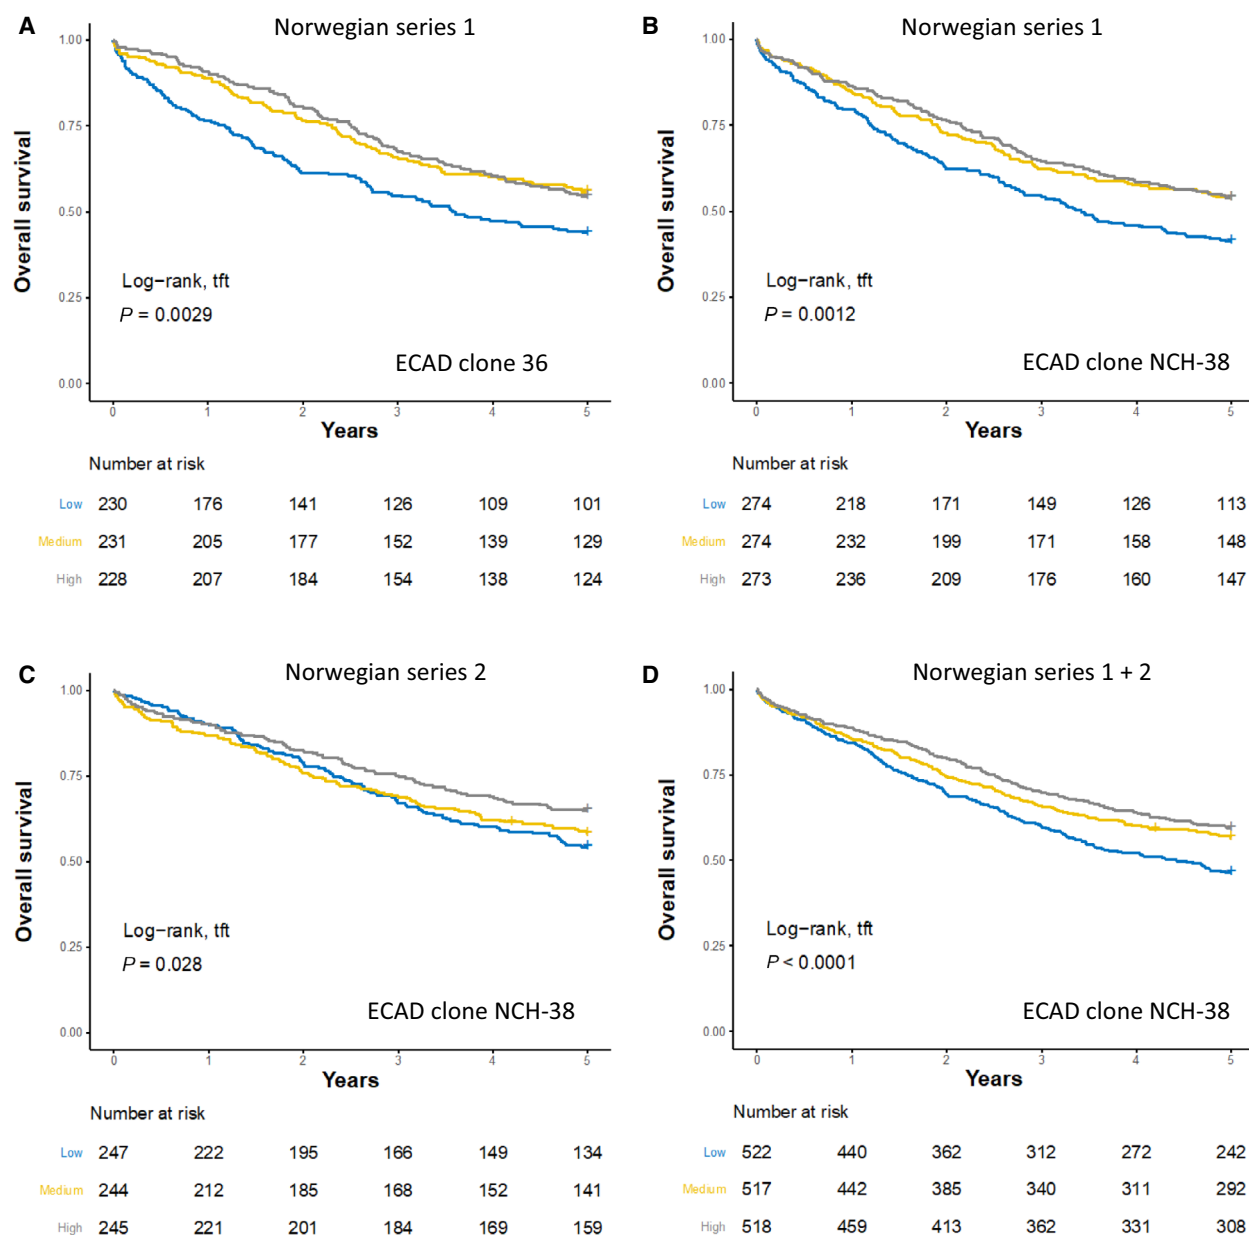 A Norwegian series 1
Overall survival
1.00
0.75
0.50
0.25
0.00
Log-rank, tft
P = 0.0029
ECAD clone 36
0 1 2 3 4 5
Years
Number at risk
Low 230 176 141 126 109 101
Medium 231 205 177 152 139 129
High 228 207 184 154 138 124
B Norwegian series 1
Overall survival
1.00
0.75
0.50
0.25
0.00
Log-rank, tft
P = 0.0012
ECAD clone NCH-38
0 1 2 3 4 5
Years
Number at risk
Low 274 218 171 149 126 113
Medium 274 232 199 171 158 148
High 273 236 209 176 160 147
C Norwegian series 2
Overall survival
1.00
0.75
0.50
0.25
0.00
Log-rank, tft
P = 0.028
ECAD clone NCH-38
0 1 2 3 4 5
Years
Number at risk
Low 247 222 195 166 149 134
Medium 244 212 185 168 152 141
High 245 221 201 184 169 159
D Norwegian series 1 + 2
Overall survival
1.00
0.75
0.50
0.25
0.00
Log-rank, tft
P < 0.0001
ECAD clone NCH-38
0 1 2 3 4 5
Years
Number at risk
Low 522 440 362 312 272 242
Medium 517 442 385 340 311 292
High 518 459 413 362 331 308